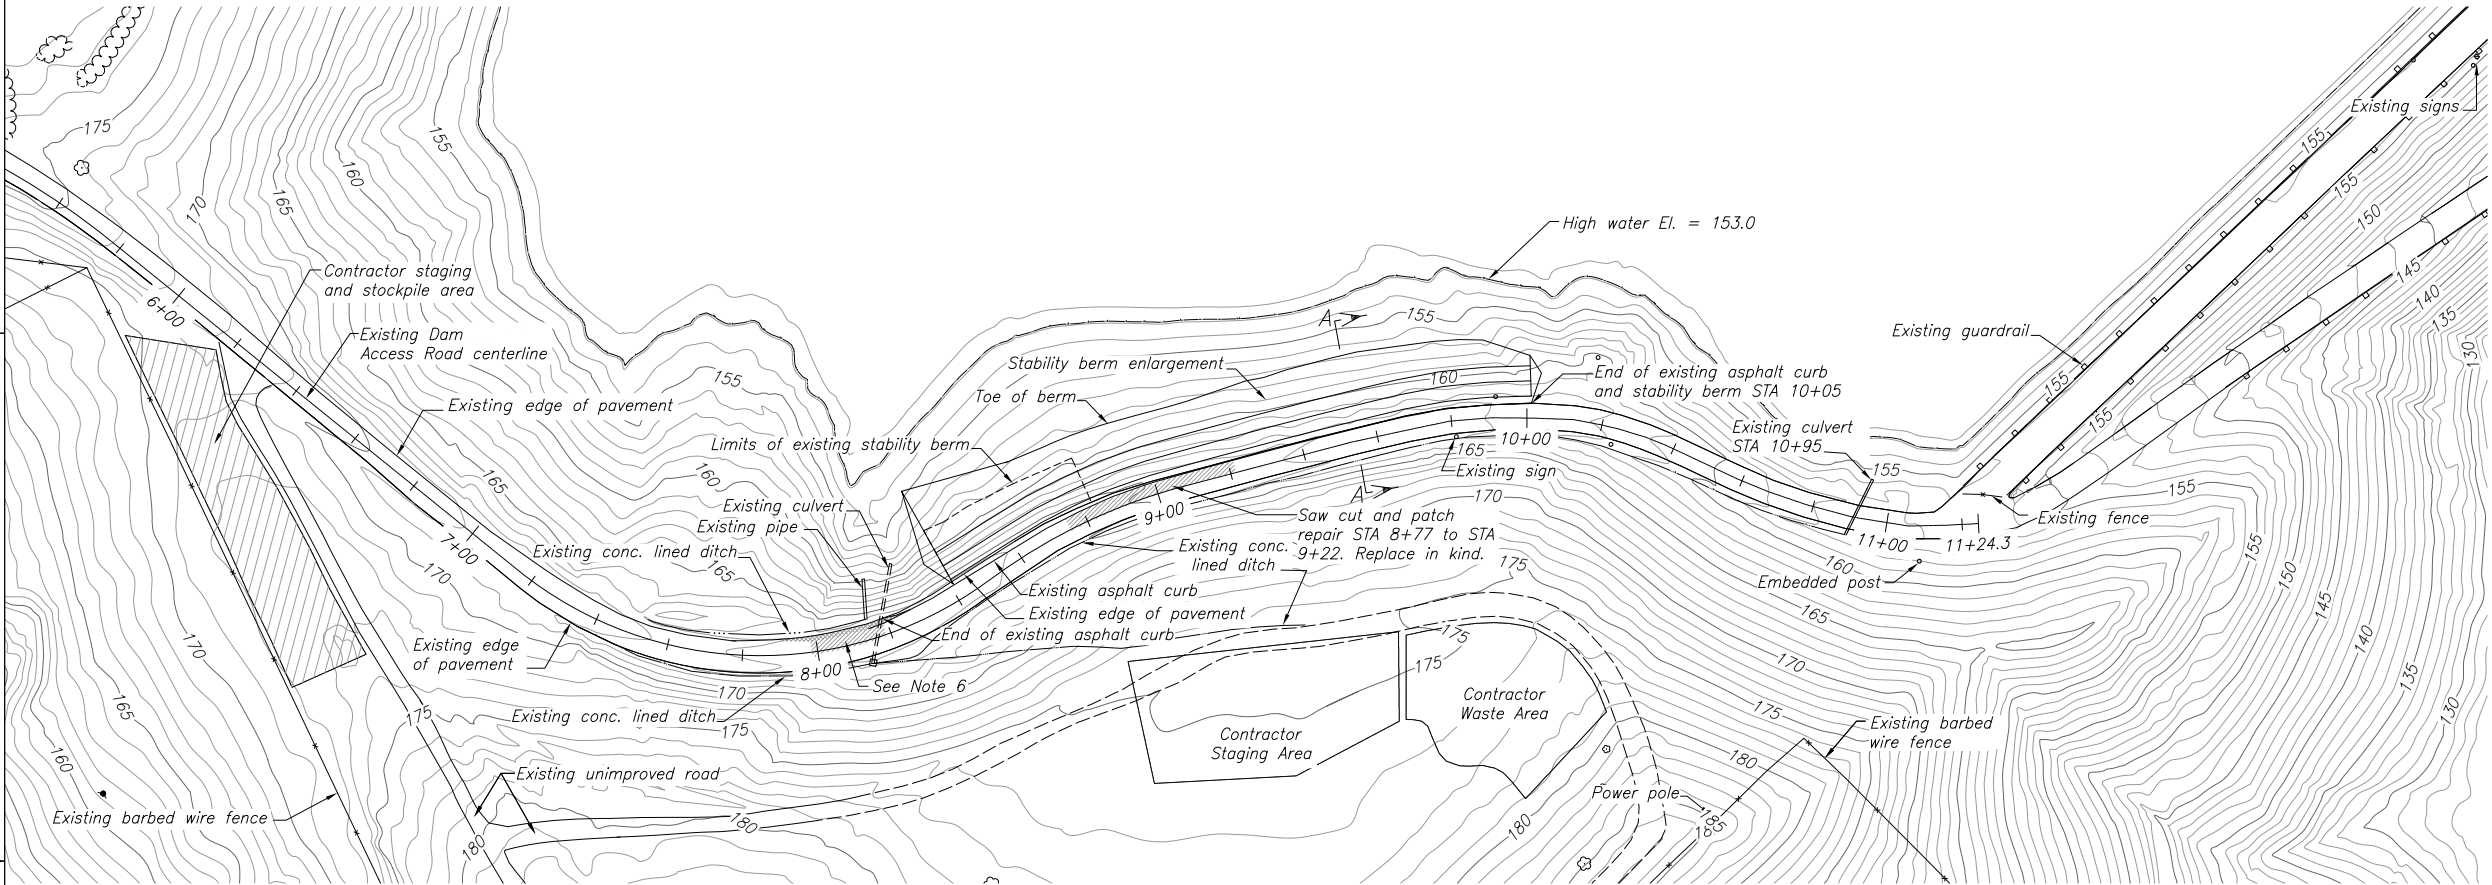 175
155
160
165
170
Existing signs
155
155
150
145
140
135
130
High water El. = 153.0
Contractor staging
and stockpile area
6+00
Existing Dam
Access Road centerline
Existing edge of pavement
A
155
Existing guardrail
Stability berm enlargement
Toe of berm
155
160
End of existing asphalt curb
and stability berm STA 10+05
155
155
Limits of existing stability berm
10+00
165
Existing sign
Existing culvert
STA 10+95
155
155
165
160
Existing culvert
Existing pipe
A
170
9+00
Saw cut and patch
repair STA 8+77 to STA
9+22. Replace in kind.
Existing fence
7+00
Existing conc. lined ditch
165
Existing conc.
lined ditch
11+00
11+24.3
155
170
175
160
Embedded post
150
Existing asphalt curb
Existing edge of pavement
165
145
170
Existing edge
of pavement
End of existing asphalt curb
175
175
170
140
8+00
See Note 6
170
135
165
175
Existing conc. lined ditch
175
Contractor
Waste Area
175
130
Existing barbed
wire fence
Contractor
Staging Area
160
180
Existing unimproved road
Power pole
185
Existing barbed wire fence
180
180
180